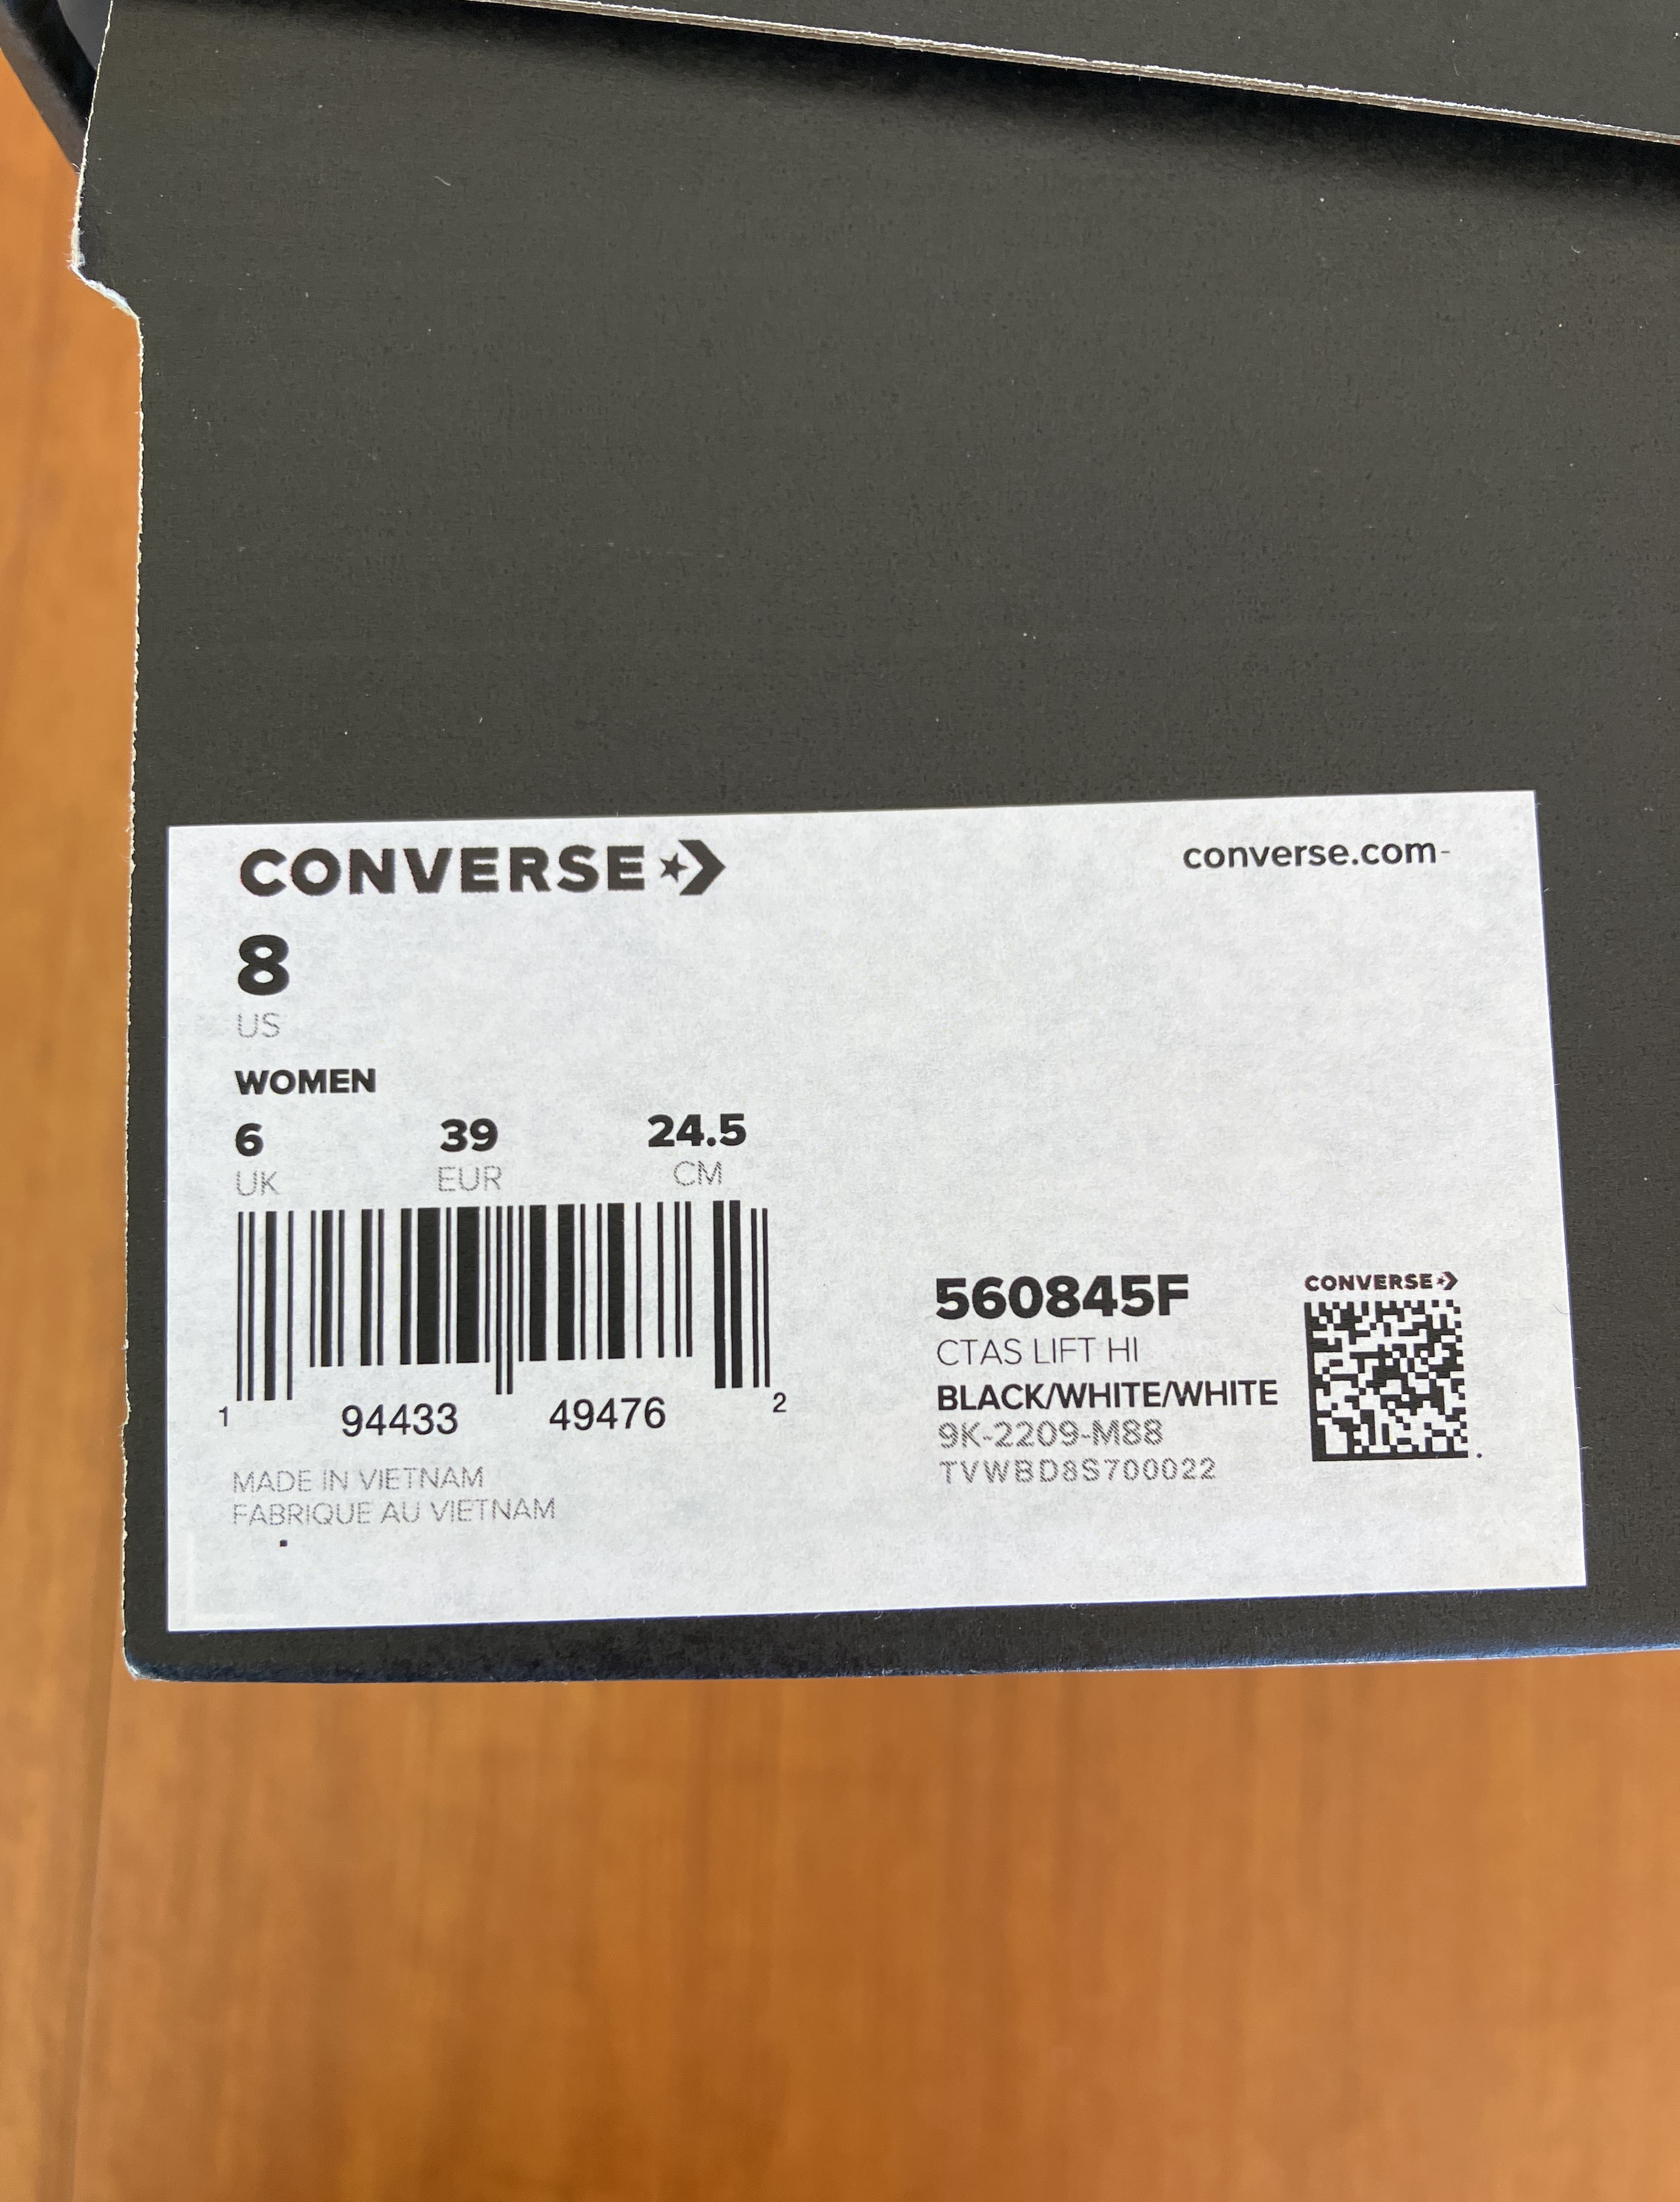 CONVERSE
converse.com-
8
US
WOMEN
6 39 24.5
UK EUR CM
1 94433 49476 2
MADE IN VIETNAM
FABRIQUE AU VIETNAM
560845F
CTAS LIFT HI
BLACK/WHITE/WHITE
9K-2209-M88
TVWBD8S700022
CONVERSE